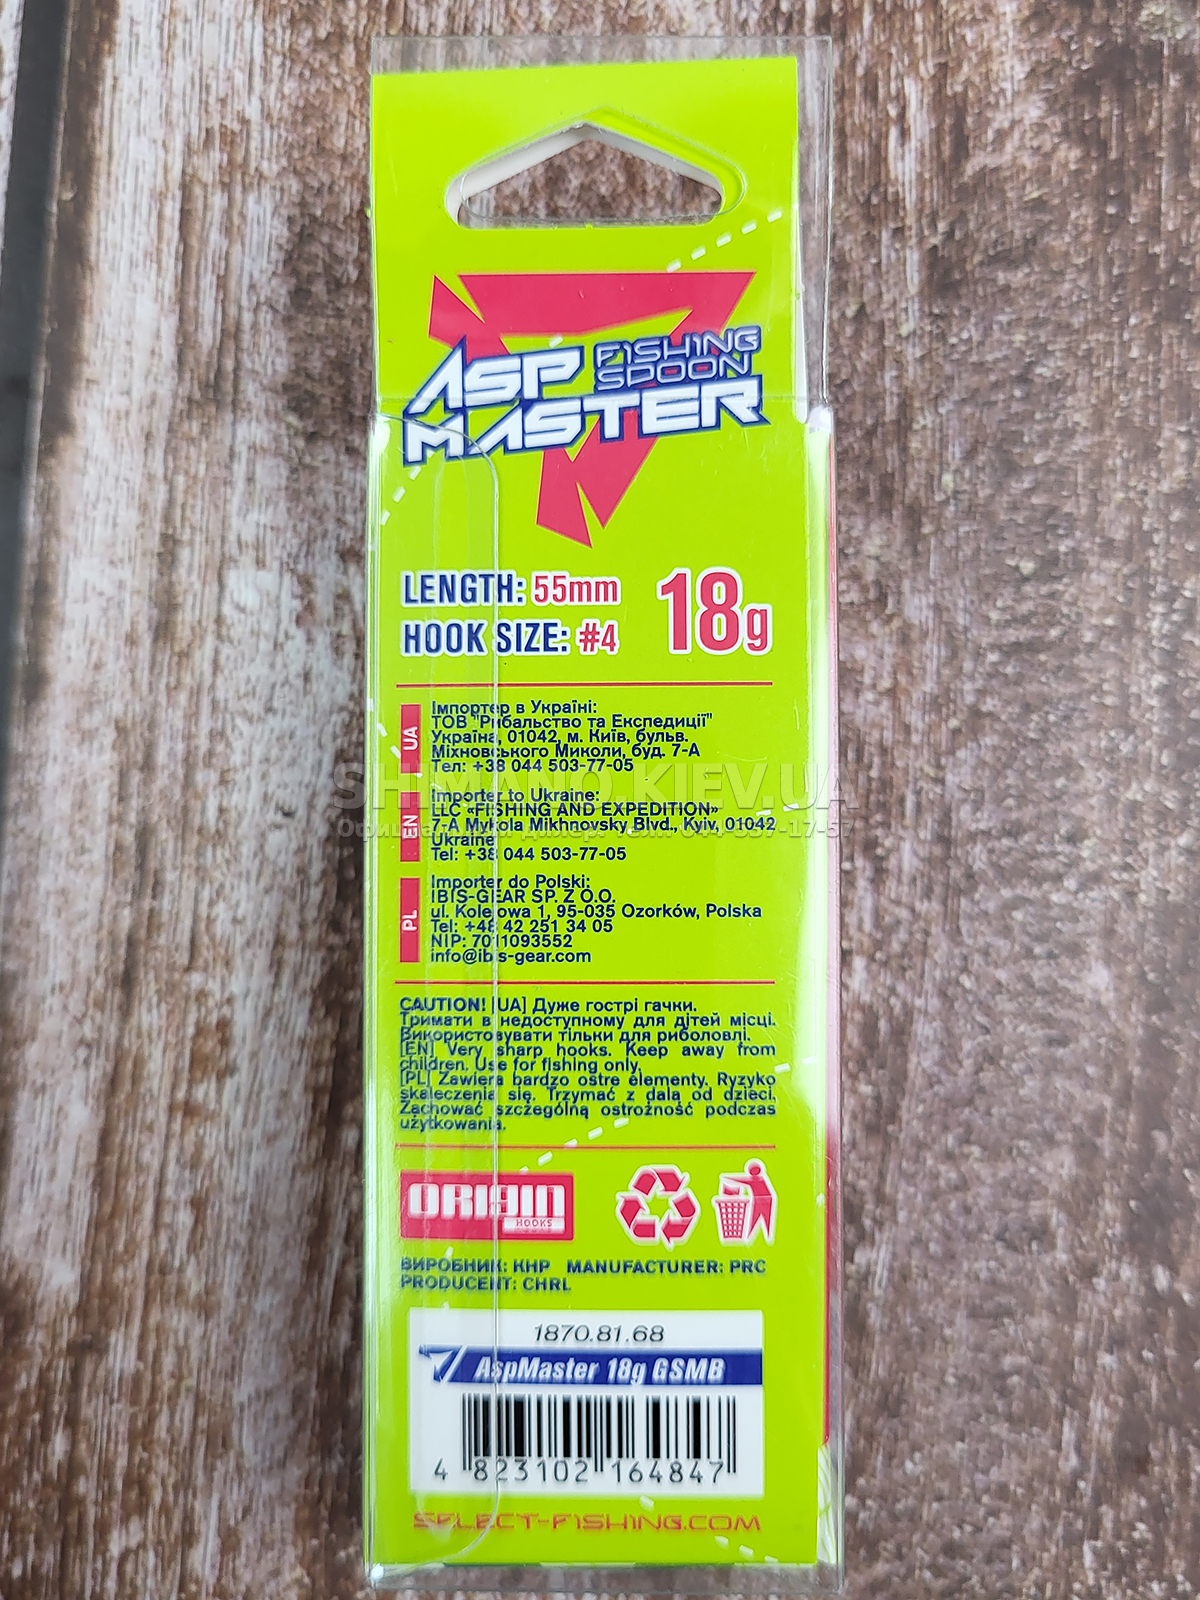 ASP FISHING
SPOON
MASTER
LENGTH: 55mm
HOOK SIZE: #4
18g
UA
Імпортер в Україні:
ТОВ "Рибальство та Експедиції"
Україна, 01042, м. Київ, бульв.
Міхновського Миколи, буд. 7-А
Тел: +38 044 503-77-05
SHIMANO.KIEV.UA
EN
Importer to Ukraine:
LLC «FISHING AND EXPEDITION»
7-A Mykola Mikhnovsky Blvd., Kyiv, 01042
Ukraine
Tel: +38 044 503-77-05
PL
Importer do Polski:
IBIS-GEAR SP. Z O.O.
ul. Kolejowa 1, 95-035 Ozorków, Polska
Tel: +48 42 251 34 05
NIP: 7011093552
info@ibis-gear.com
CAUTION! [UA] Дуже гострі гачки.
Тримати в недоступному для дітей місці.
Використовувати тільки для риболовлі.
[EN] Very sharp hooks. Keep away from
children. Use for fishing only.
[PL] Zawiera bardzo ostre elementy. Ryzyko
skaleczenia się. Trzymać z dala od dzieci.
Zachować szczególną ostrożność podczas
użytkowania.
ORIGIN
HOOKS
ВИРОБНИК: КНР MANUFACTURER: PRC
PRODUCENT: CHRL
1870.81.68
AspMaster 18g GSMB
4 823102 164847
SELECT-FISHING.COM